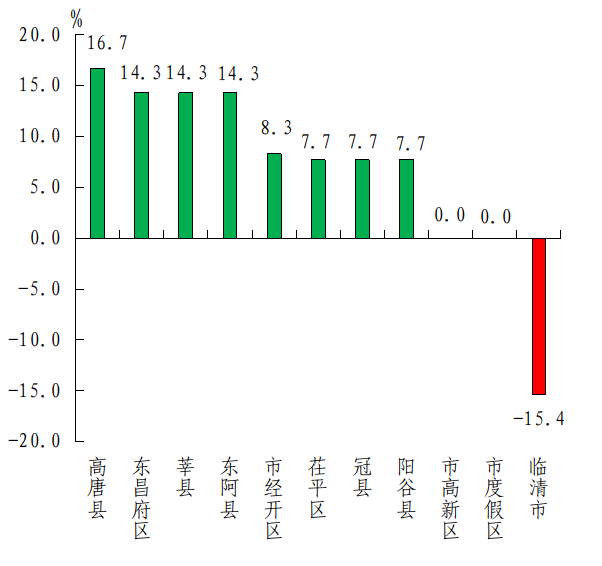 %
20.0
15.0
10.0
5.0
0.0
-5.0
-10.0
-15.0
-20.0
16.7
14.3
14.3
14.3
8.3
7.7
7.7
7.7
0.0
0.0
-15.4
高唐县
东昌府区
莘县
东阿县
市经开区
茌平区
冠县
阳谷县
市高新区
市度假区
临清市